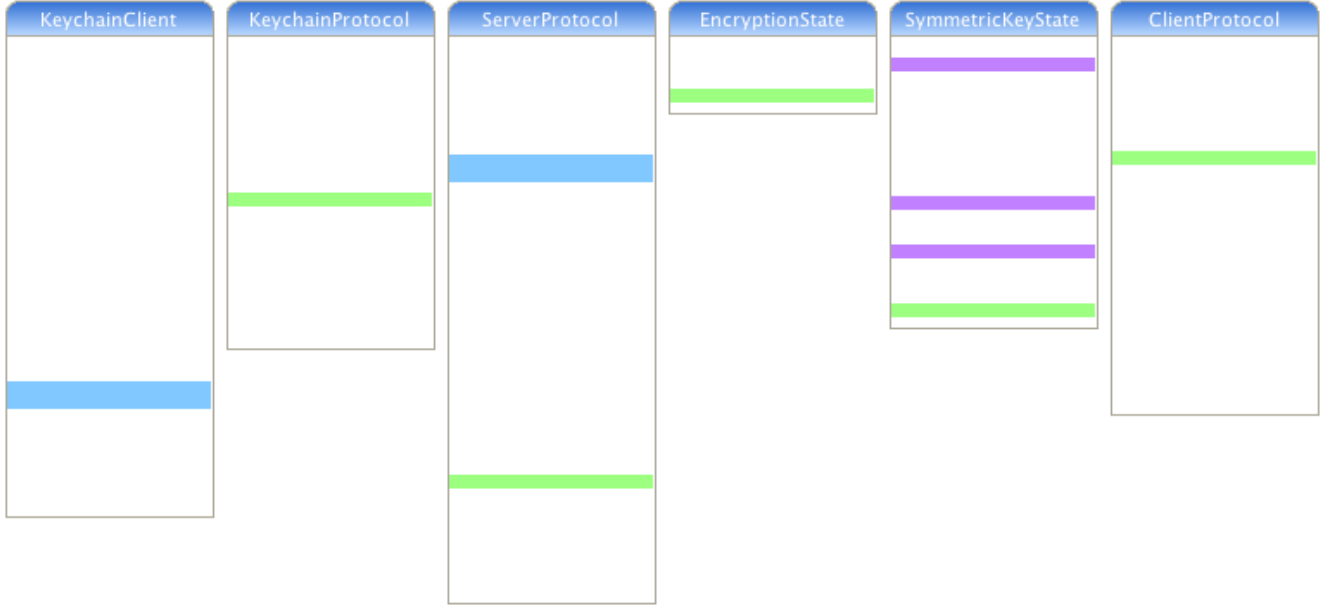 KeychainClient
KeychainProtocol
ServerProtocol
EncryptionState
SymmetricKeyState
ClientProtocol